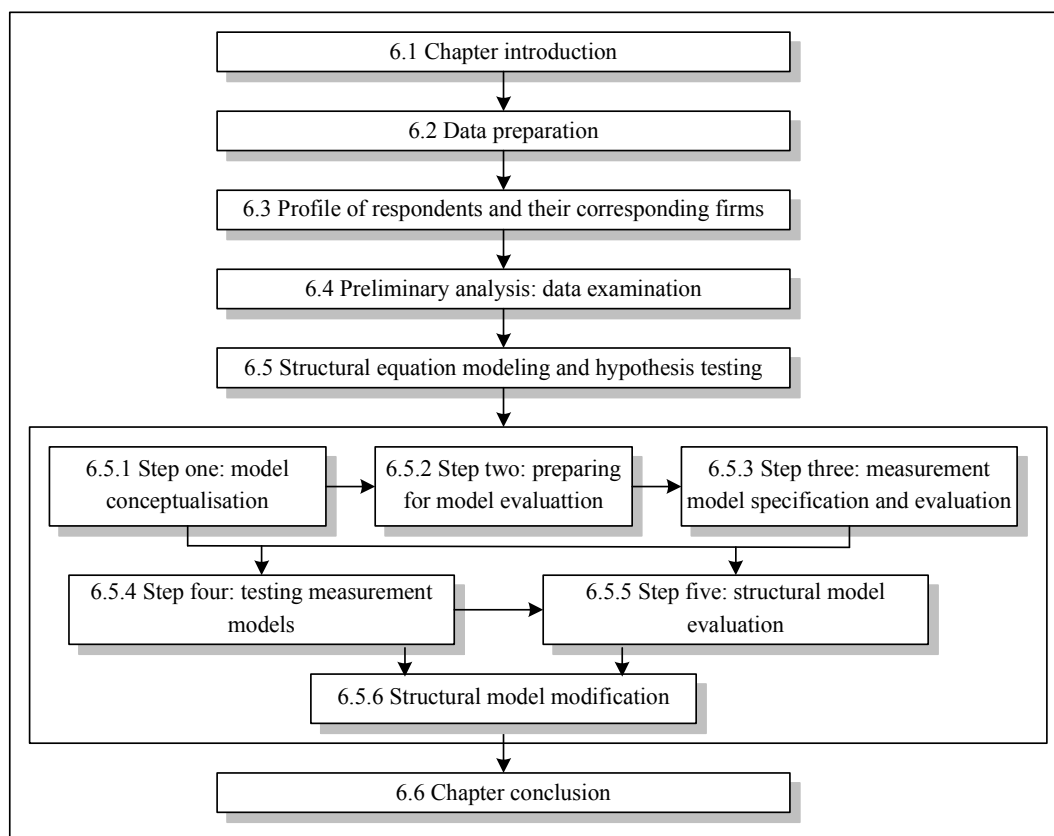 6.1 Chapter introduction
6.2 Data preparation
6.3 Profile of respondents and their corresponding firms
6.4 Preliminary analysis: data examination
6.5 Structural equation modeling and hypothesis testing
6.5.1 Step one: model
conceptualisation
6.5.2 Step two: preparing
for model evaluattion
6.5.3 Step three: measurement
model specification and evaluation
6.5.4 Step four: testing measurement
models
6.5.5 Step five: structural model
evaluation
6.5.6 Structural model modification
6.6 Chapter conclusion